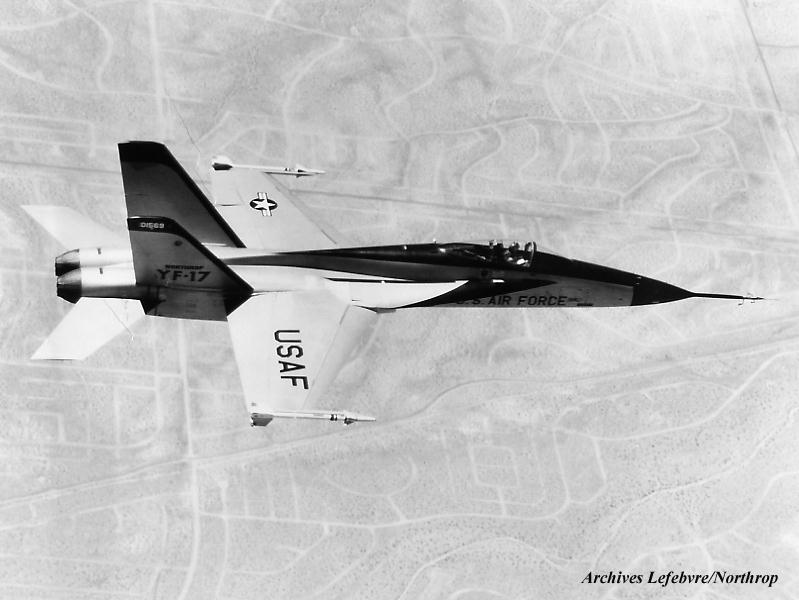 01569
NORTHROP
YF-17
U.S. AIR FORCE
USAF
Archives Lefebvre/Northrop